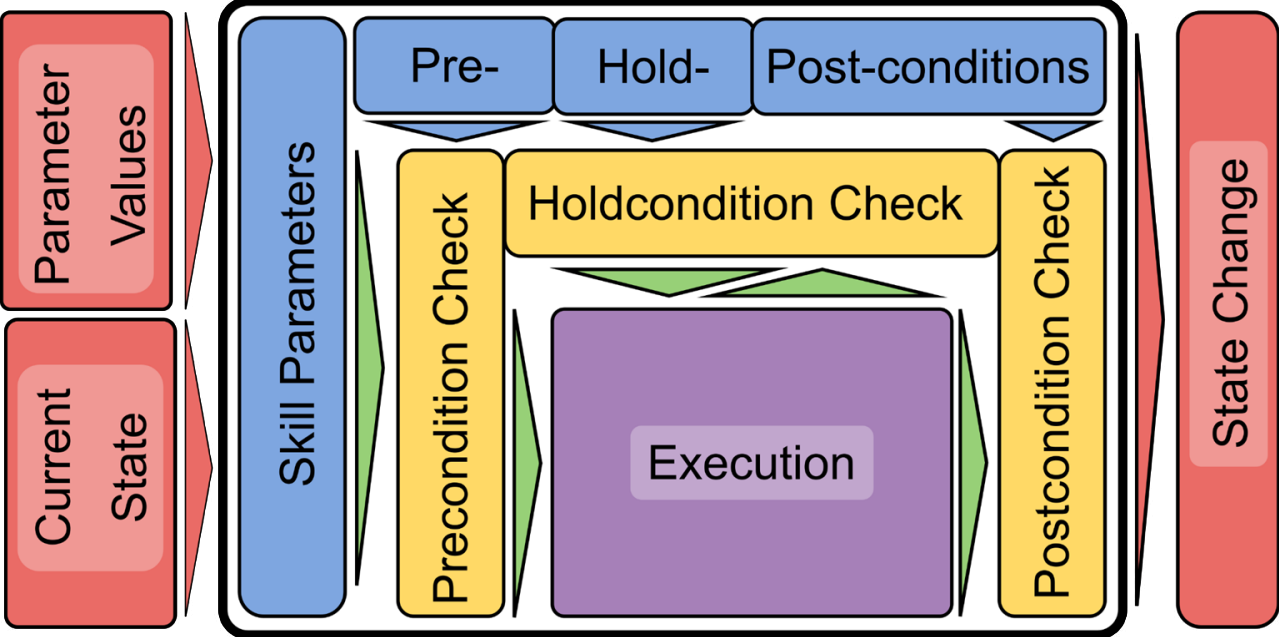 Parameter
Values
Current
State
Skill Parameters
Pre-
Hold-
Post-conditions
Precondition Check
Holdcondition Check
Execution
Postcondition Check
State Change